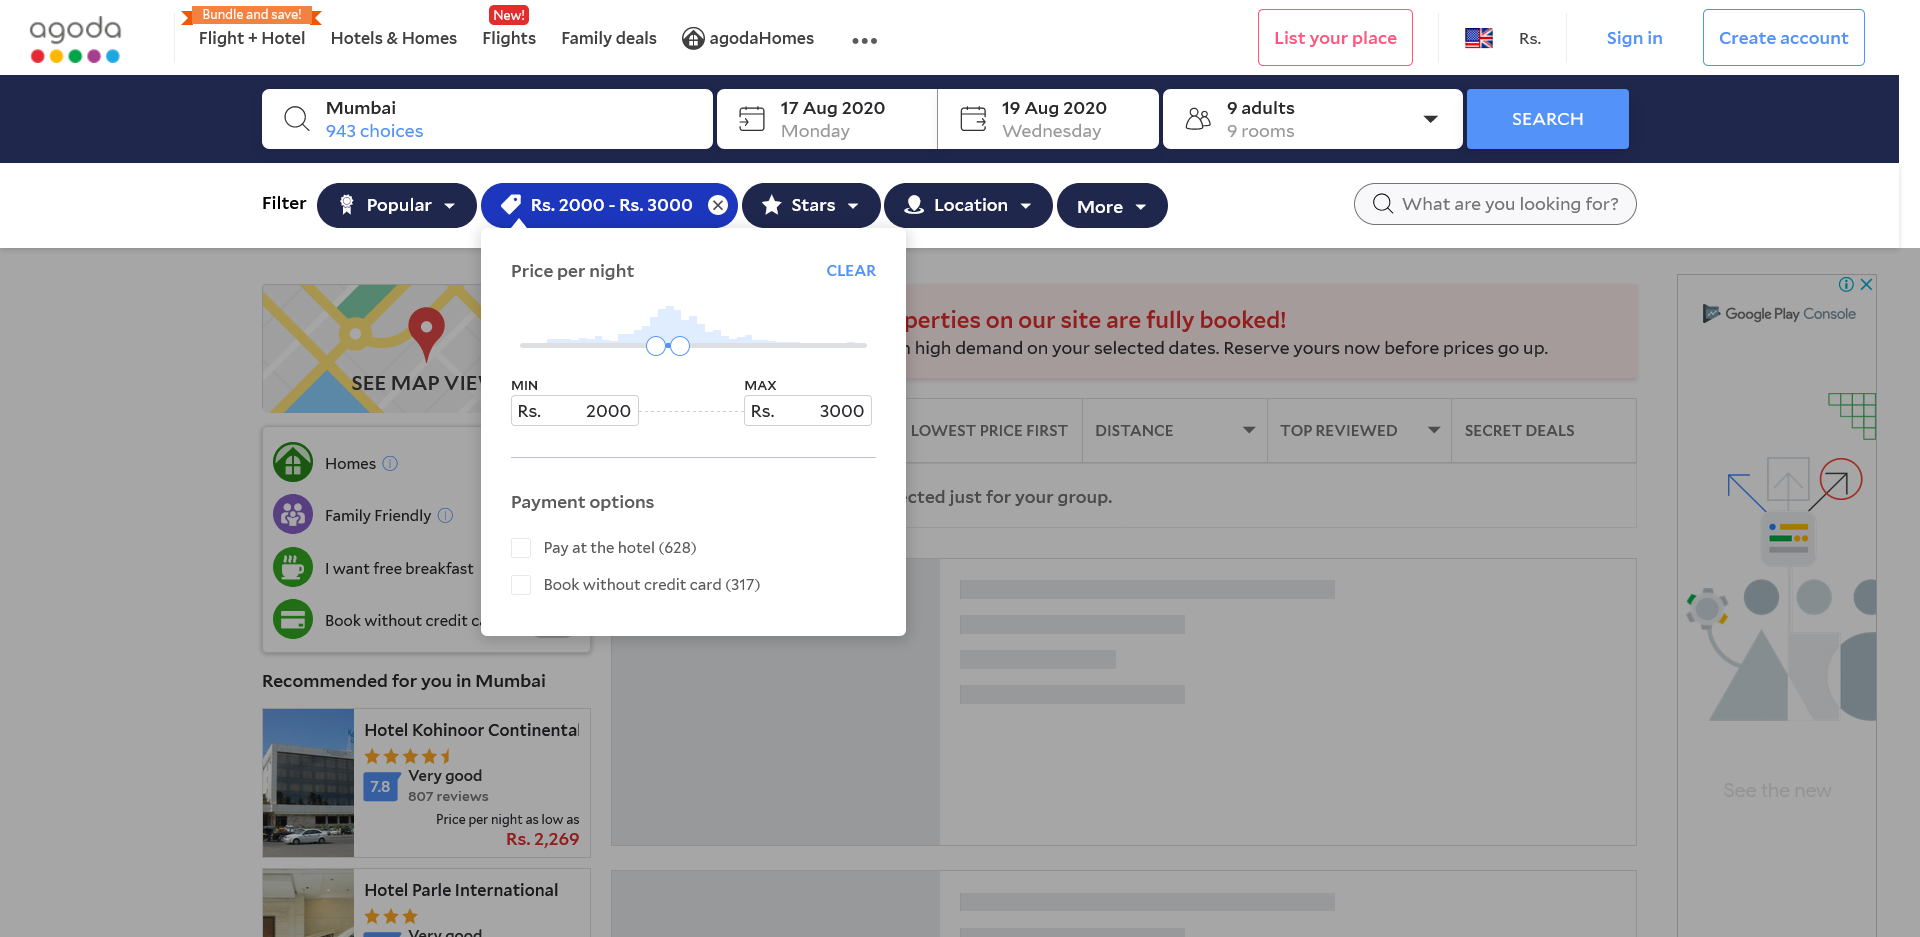 agoda
Bundle and save!
Flight + Hotel
Hotels & Homes
New!
Flights
Family deals
agodaHomes
List your place
Rs.
Sign in
Create account
Mumbai
943 choices
17 Aug 2020
Monday
19 Aug 2020
Wednesday
9 adults
9 rooms
SEARCH
Filter
Popular
Rs. 2000 - Rs. 3000
Stars
Location
More
What are you looking for?
Price per night
CLEAR
MIN
Rs. 2000
MAX
Rs. 3000
Payment options
Pay at the hotel (628)
Book without credit card (317)
SEE MAP VIEW
perties on our site are fully booked!
high demand on your selected dates. Reserve yours now before prices go up.
LOWEST PRICE FIRST
DISTANCE
TOP REVIEWED
SECRET DEALS
ected just for your group.
Homes
Family Friendly
I want free breakfast
Book without credit
Recommended for you in Mumbai
Hotel Kohinoor Continental
7.8
Very good
807 reviews
Price per night as low as
Rs. 2,269
Hotel Parle International
Very good
Google Play Console
See the new